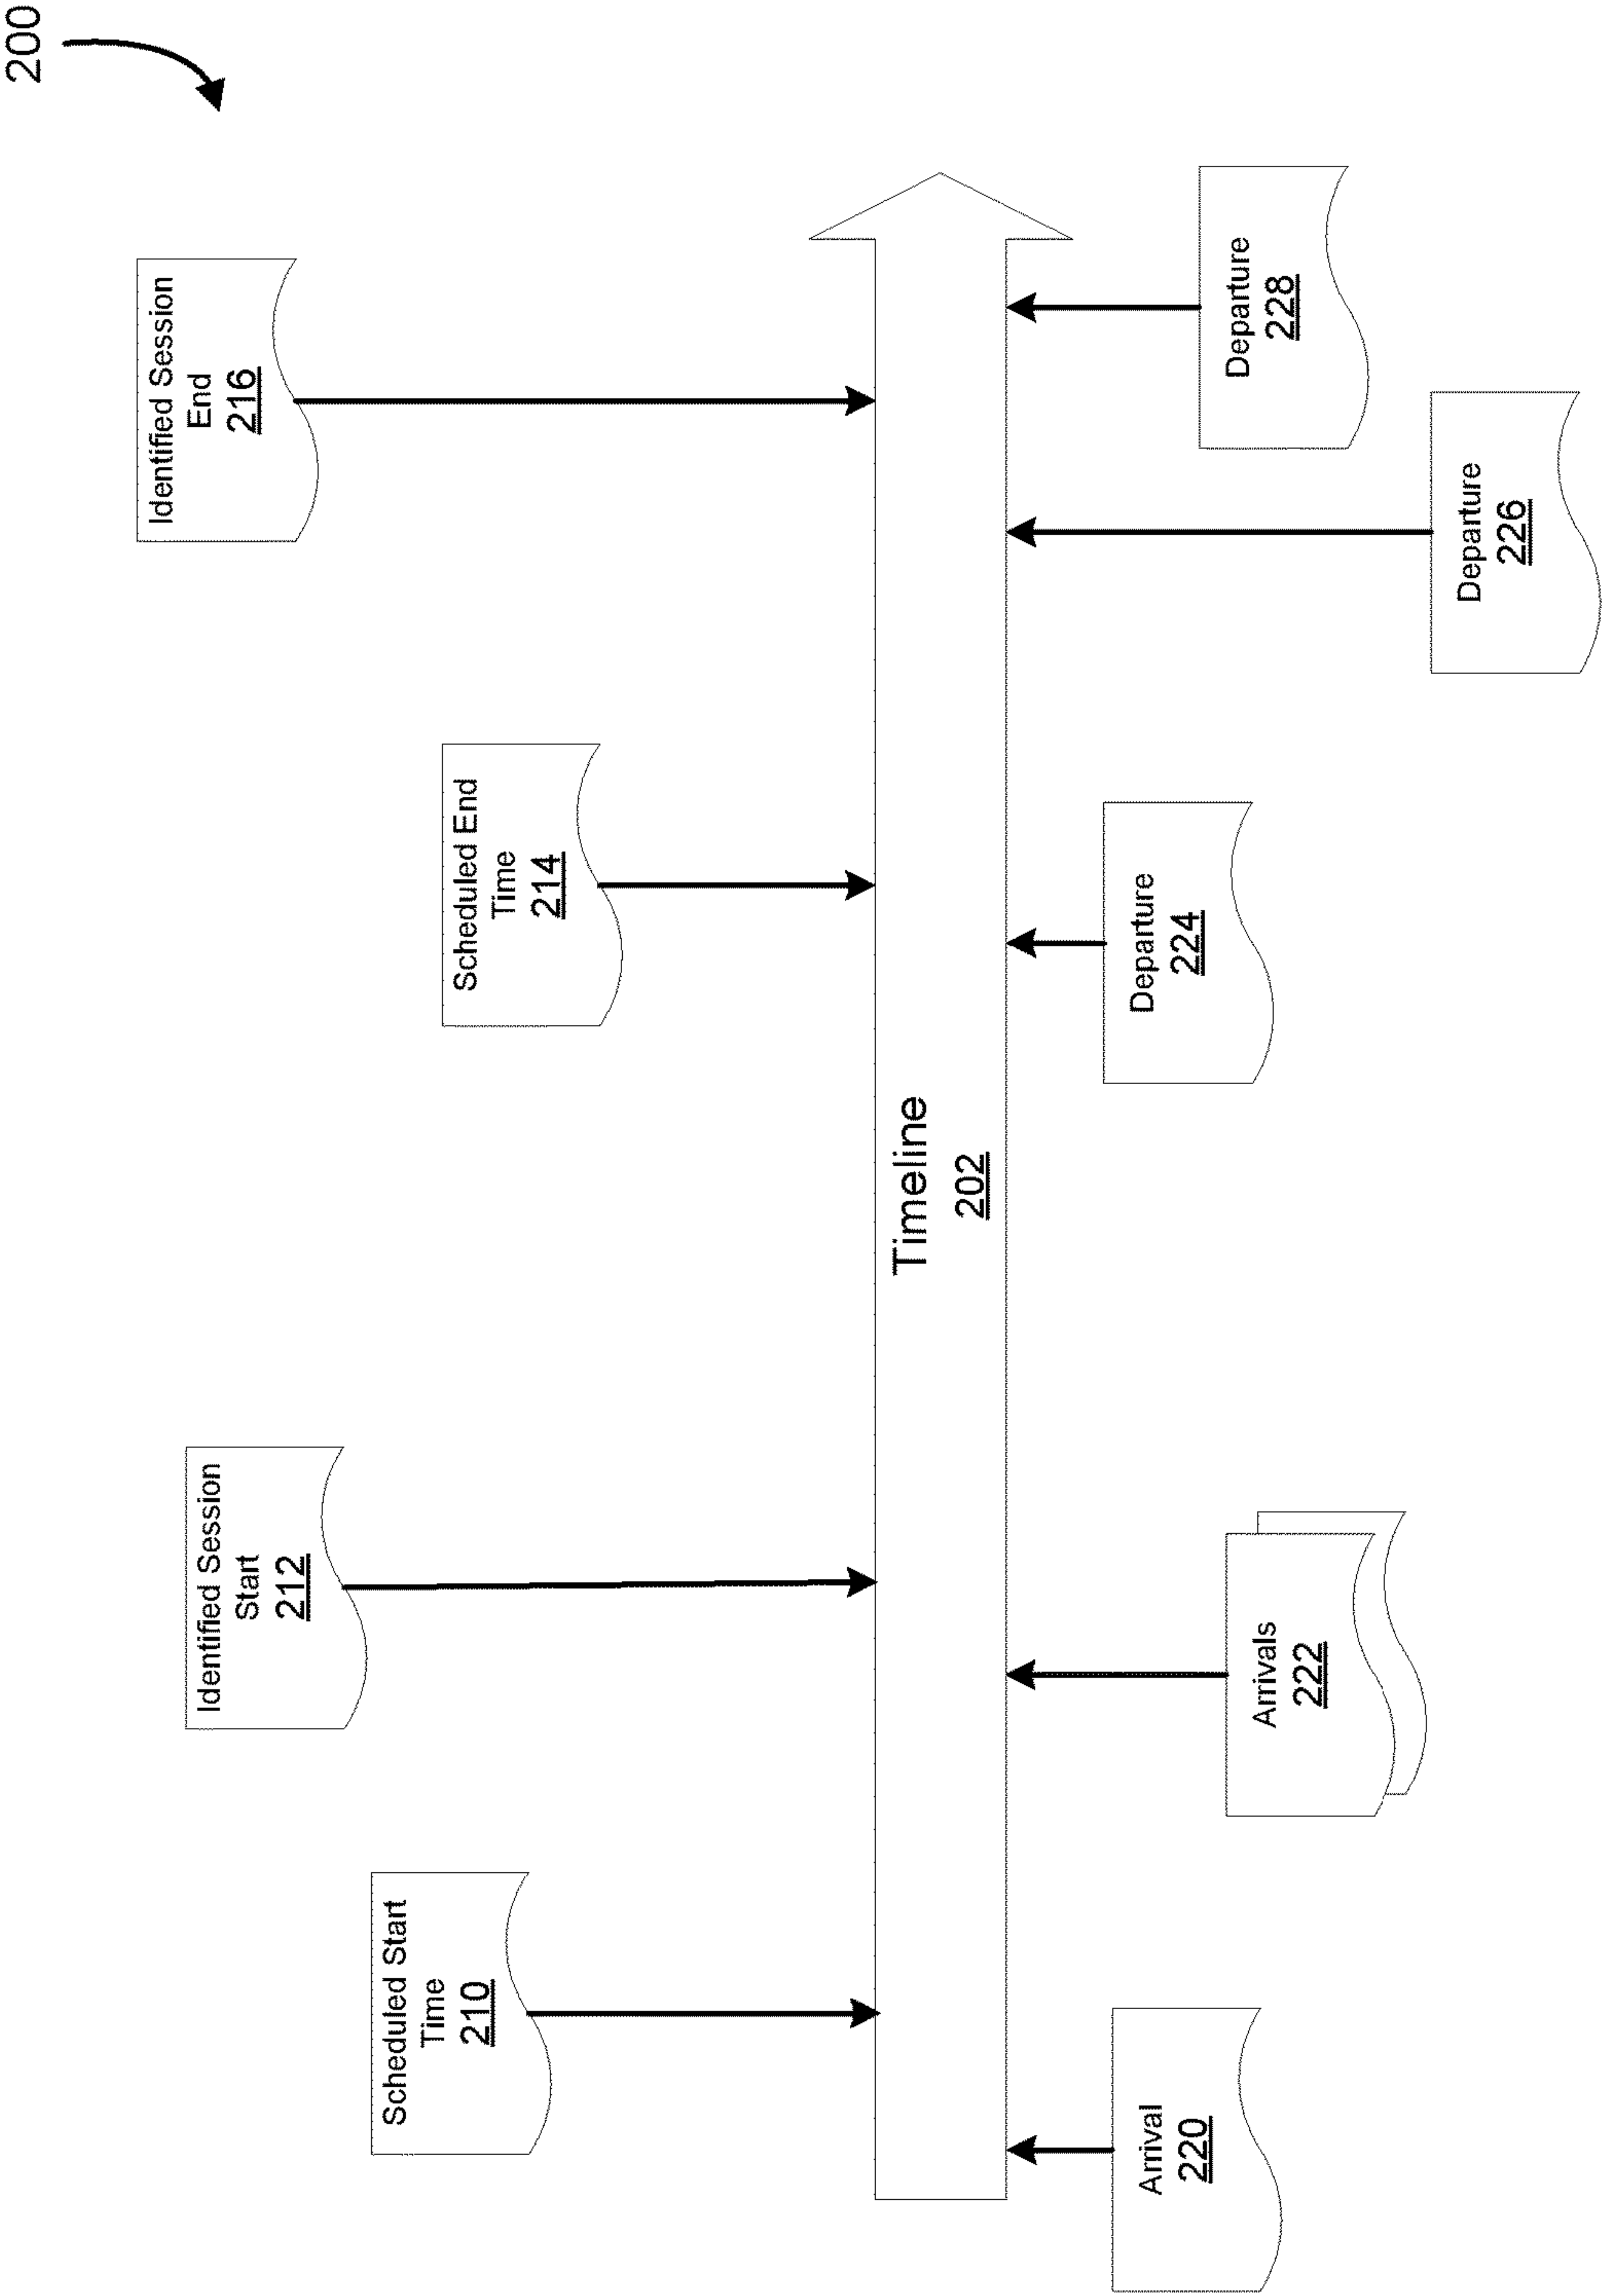 200
Scheduled Start
Time
210
Identified Session
Start
212
Scheduled End
Time
214
Identified Session
End
216
Timeline
202
Arrival
220
Arrivals
222
Departure
224
Departure
226
Departure
228